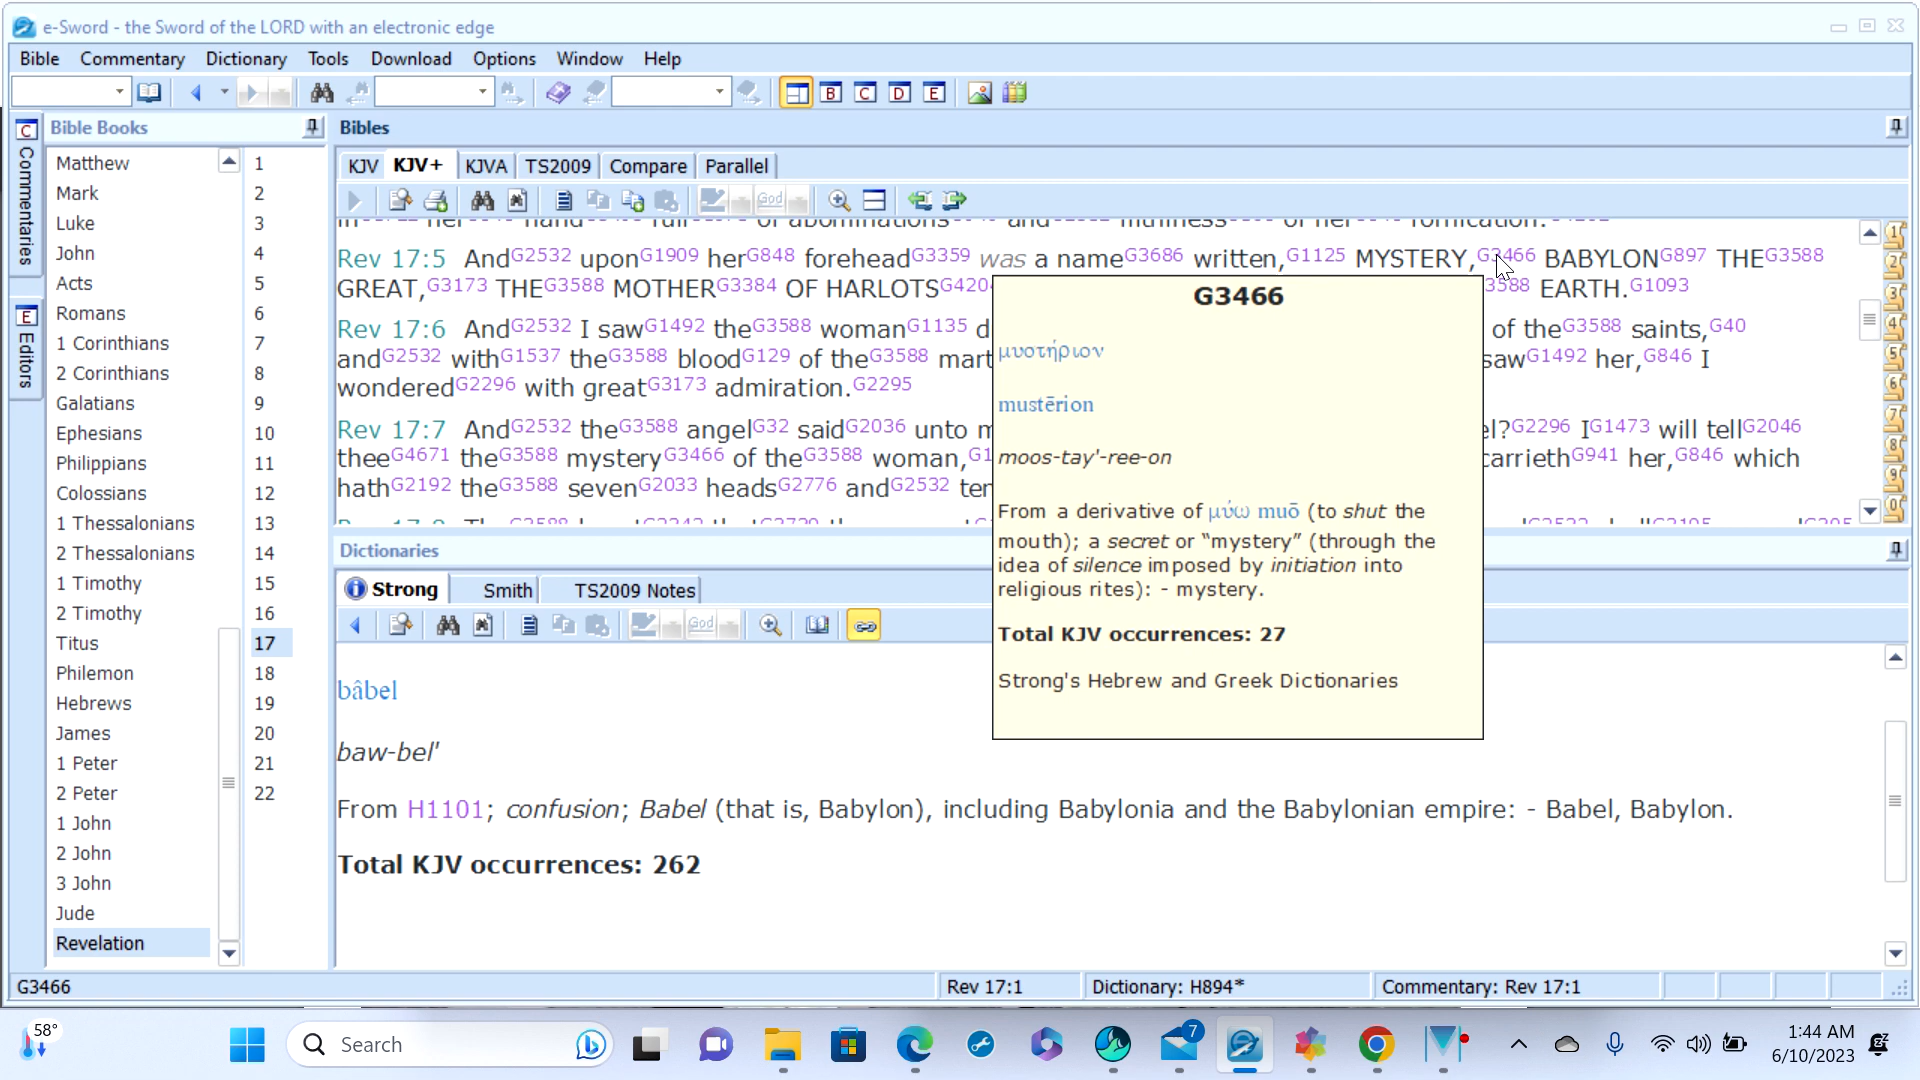 e-Sword - the Sword of the LORD with an electronic edge
Bible Commentary Dictionary Tools Download Options Window Help
B C D E
C Commentaries
E Editors
Bible Books
Matthew
Mark
Luke
John
Acts
Romans
1 Corinthians
2 Corinthians
Galatians
Ephesians
Philippians
Colossians
1 Thessalonians
2 Thessalonians
1 Timothy
2 Timothy
Titus
Philemon
Hebrews
James
1 Peter
2 Peter
1 John
2 John
3 John
Jude
Revelation
1
2
3
4
5
6
7
8
9
10
11
12
13
14
15
16
17
18
19
20
21
22
Bibles
KJV KJV+ KJVA TS2009 Compare Parallel
God
Rev 17:5 AndG2532 uponG1909 herG848 foreheadG3359 was a nameG3686 written,G1125 MYSTERY,G3466 BABYLONG897 THEG3588
GREAT,G3173 THEG3588 MOTHERG3384 OF HARLOTSG420 3588 EARTH.G1093
Rev 17:6 AndG2532 I sawG1492 theG3588 womanG1135 d of theG3588 saints,G40
andG2532 withG1537 theG3588 bloodG129 of theG3588 mart sawG1492 her,G846 I
wonderedG2296 with greatG3173 admiration.G2295
Rev 17:7 AndG2532 theG3588 angelG32 saidG2036 unto m el?G2296 IG1473 will tellG2046
theeG4671 theG3588 mysteryG3466 of theG3588 woman,G1 carrieth G941 her,G846 which
hathG2192 theG3588 sevenG2033 headsG2776 andG2532 ten
G3466
μυστήριον
mustērion
moos-tay'-ree-on
From a derivative of μύω muō (to shut the
mouth); a secret or “mystery” (through the
idea of silence imposed by initiation into
religious rites): - mystery.
Total KJV occurrences: 27
Strong's Hebrew and Greek Dictionaries
Dictionaries
Strong Smith TS2009 Notes
God
bâbel
baw-bel'
From H1101; confusion; Babel (that is, Babylon), including Babylonia and the Babylonian empire: - Babel, Babylon.
Total KJV occurrences: 262
G3466 Rev 17:1 Dictionary: H894* Commentary: Rev 17:1
58°
Search
7
1:44 AM
6/10/2023